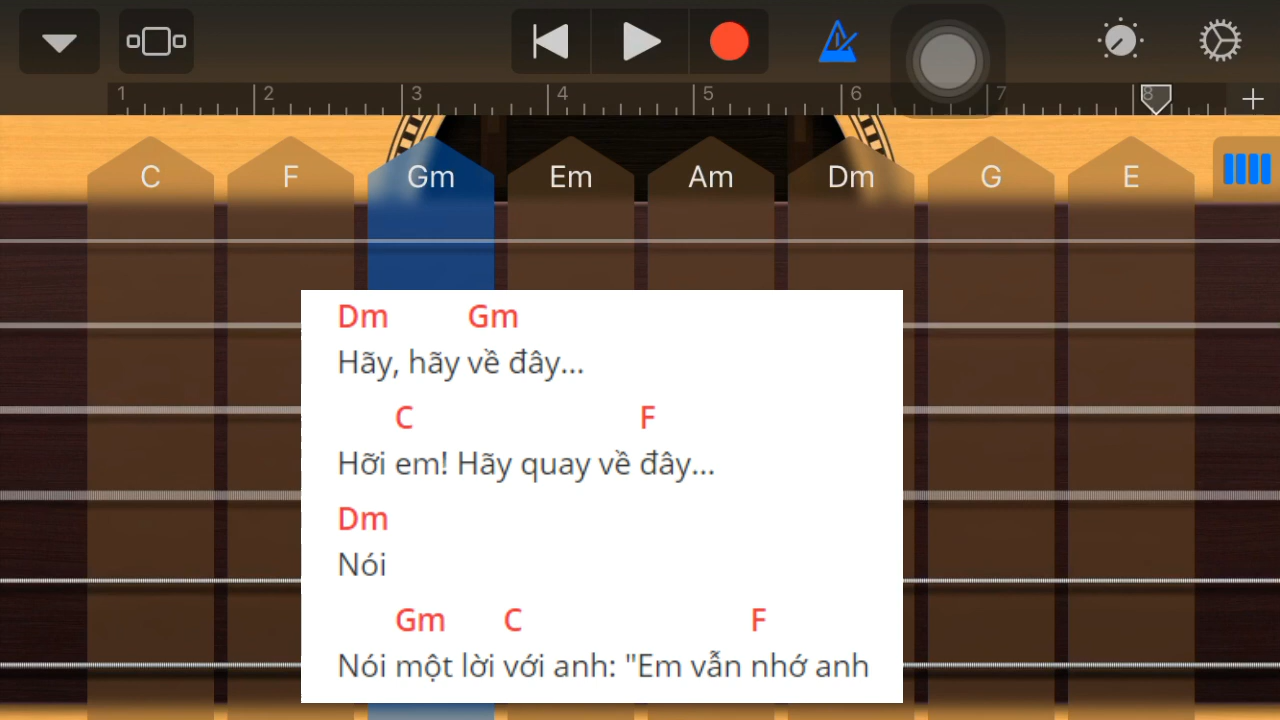 1 2 3 4 5 6 7 8
C F Gm Em Am Dm G E
Dm Gm
Hãy, hãy về đây...
C F
Hỡi em! Hãy quay về đây...
Dm
Nói
Gm C F
Nói một lời với anh: "Em vẫn nhớ anh